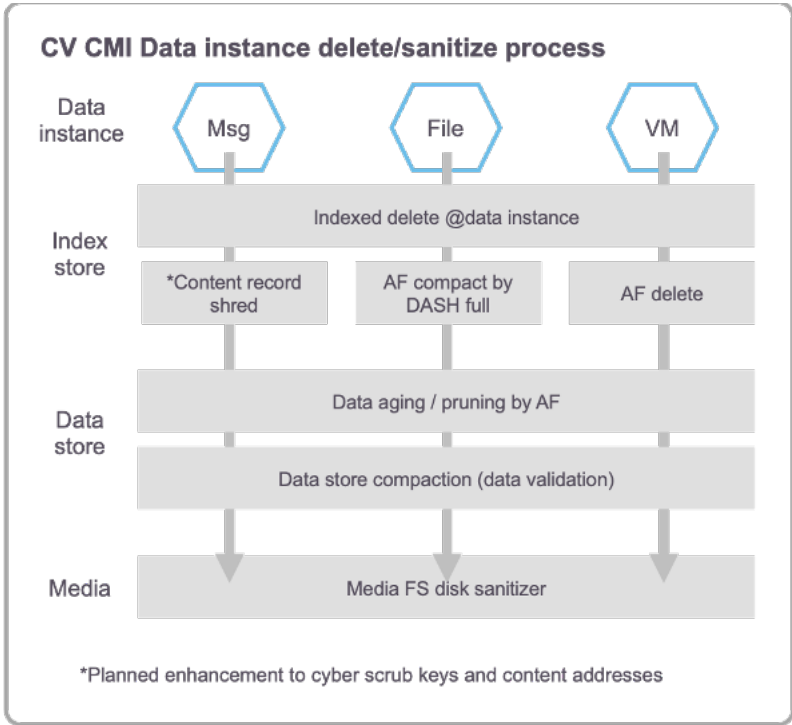 CV CMI Data instance delete/sanitize process
Data
instance
Msg
File
VM
Index
store
Indexed delete @data instance
*Content record
shred
AF compact by
DASH full
AF delete
Data
store
Data aging / pruning by AF
Data store compaction (data validation)
Media
Media FS disk sanitizer
*Planned enhancement to cyber scrub keys and content addresses